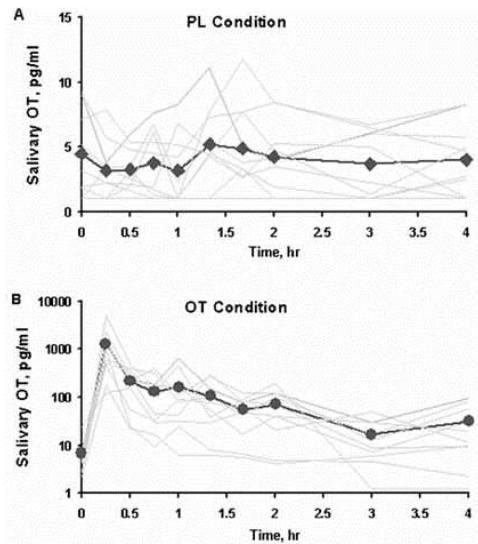 A
PL Condition
Salivary OT, pg/ml
15
10
5
0
0 0.5 1 1.5 2 2.5 3 3.5 4
Time, hr
B
OT Condition
Salivary OT, pg/ml
10000
1000
100
10
1
0 0.5 1 1.5 2 2.5 3 3.5 4
Time, hr